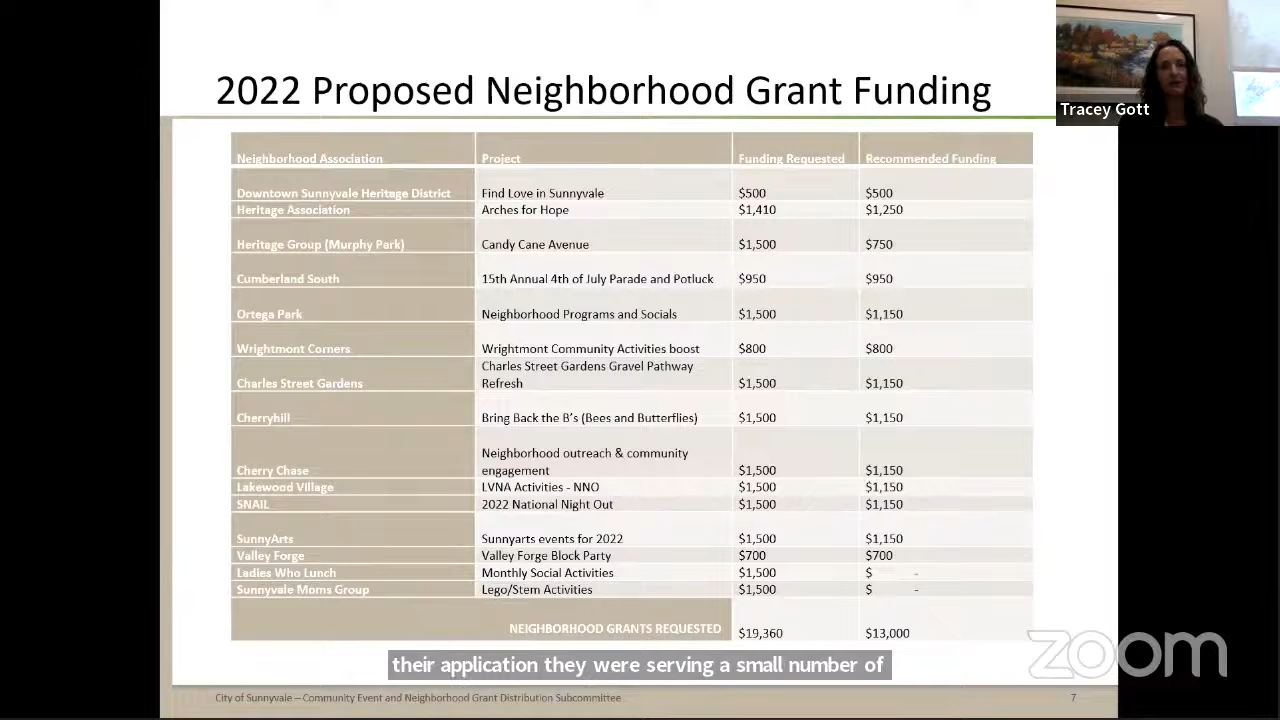 2022 Proposed Neighborhood Grant Funding
Tracey Gott
Neighborhood Association Project Funding Requested Recommended Funding
Downtown Sunnyvale Heritage District Find Love in Sunnyvale $500 $500
Heritage Association Arches for Hope $1,410 $1,250
Heritage Group (Murphy Park) Candy Cane Avenue $1,500 $750
Cumberland South 15th Annual 4th of July Parade and Potluck $950 $950
Ortega Park Neighborhood Programs and Socials $1,500 $1,150
Wrightmont Corners Wrightmont Community Activities boost $800 $800
Charles Street Gardens Gravel Pathway
Charles Street Gardens Refresh $1,500 $1,150
Cherryhill Bring Back the B's (Bees and Butterflies) $1,500 $1,150
Neighborhood outreach & community
Cherry Chase engagement $1,500 $1,150
Lakewood Village LVNA Activities - NNO $1,500 $1,150
SNAIL 2022 National Night Out $1,500 $1,150
SunnyArts Sunnyarts events for 2022 $1,500 $1,150
Valley Forge Valley Forge Block Party $700 $700
Ladies Who Lunch Monthly Social Activities $1,500 $ -
Sunnyvale Moms Group Lego/Stem Activities $1,500 $ -
NEIGHBORHOOD GRANTS REQUESTED $19,360 $13,000
their application they were serving a small number of
zoom
City of Sunnyvale – Community Event and Neighborhood Grant Distribution Subcommittee 7